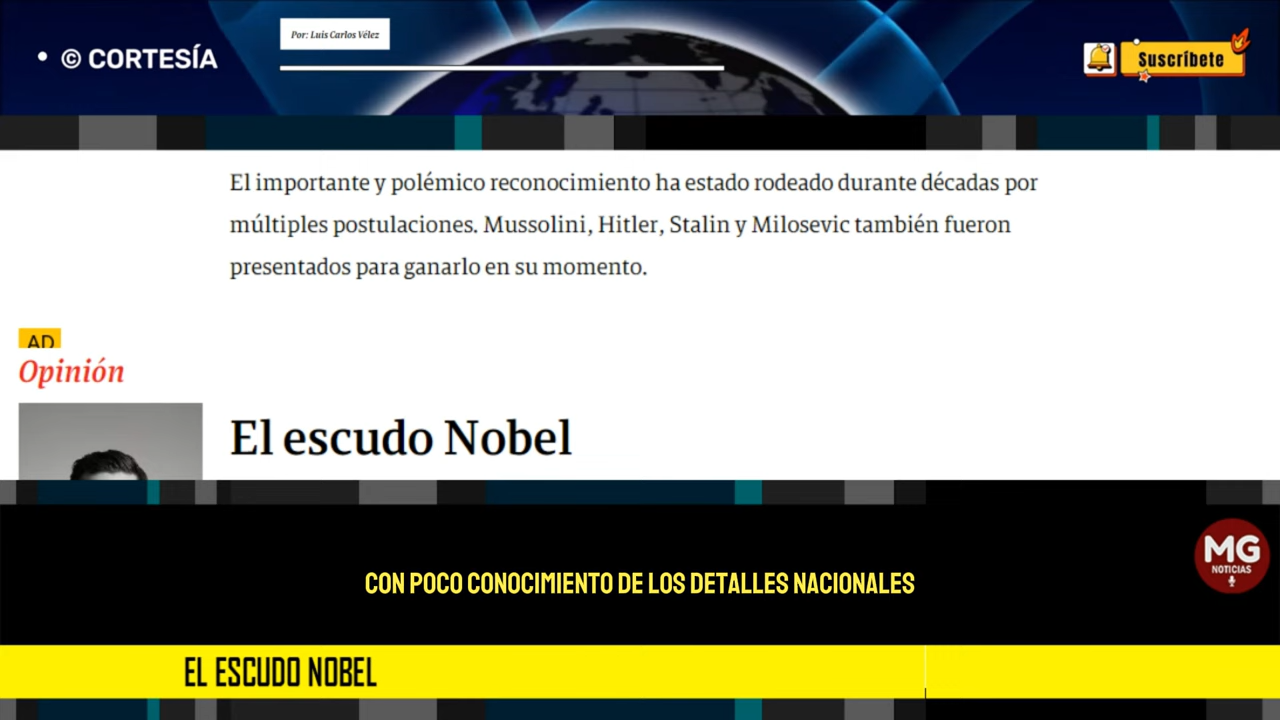 • © CORTESÍA
Por: Luis Carlos Vélez
Suscríbete
El importante y polémico reconocimiento ha estado rodeado durante décadas por
múltiples postulaciones. Mussolini, Hitler, Stalin y Milosevic también fueron
presentados para ganarlo en su momento.
AD
Opinión
El escudo Nobel
MG
NOTICIAS
CON POCO CONOCIMIENTO DE LOS DETALLES NACIONALES
EL ESCUDO NOBEL